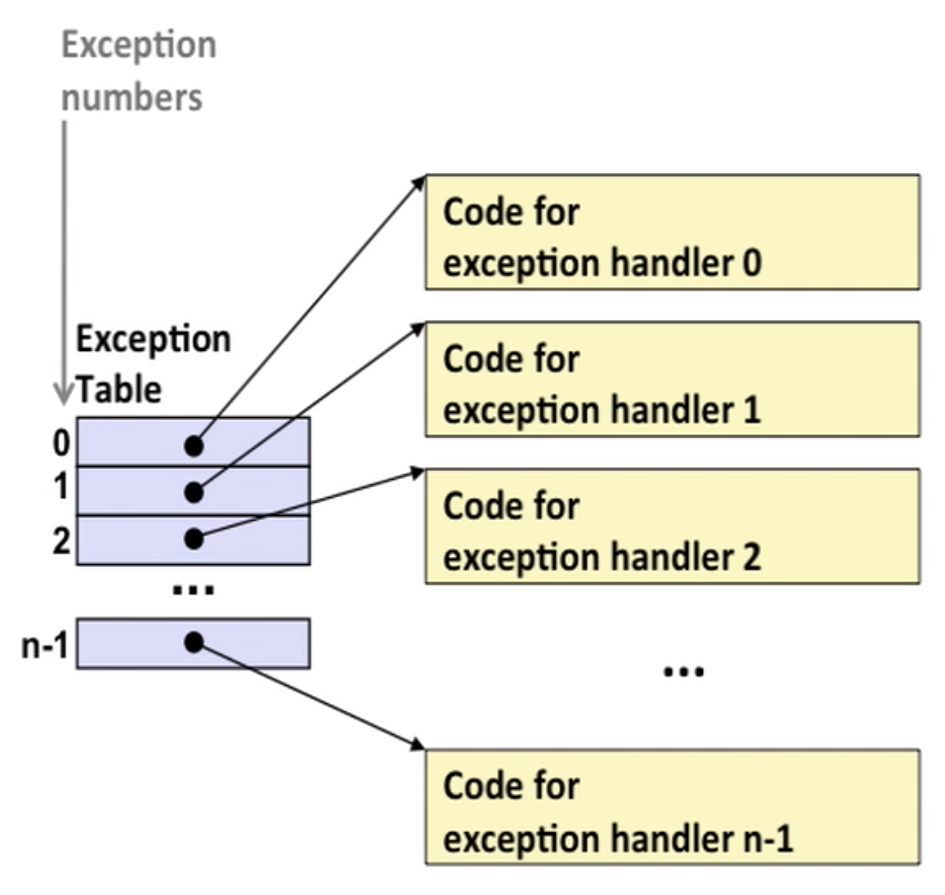 Exception
numbers
Code for
exception handler 0
Exception
Table
Code for
exception handler 1
0
1
2
Code for
exception handler 2
...
n-1
...
Code for
exception handler n-1